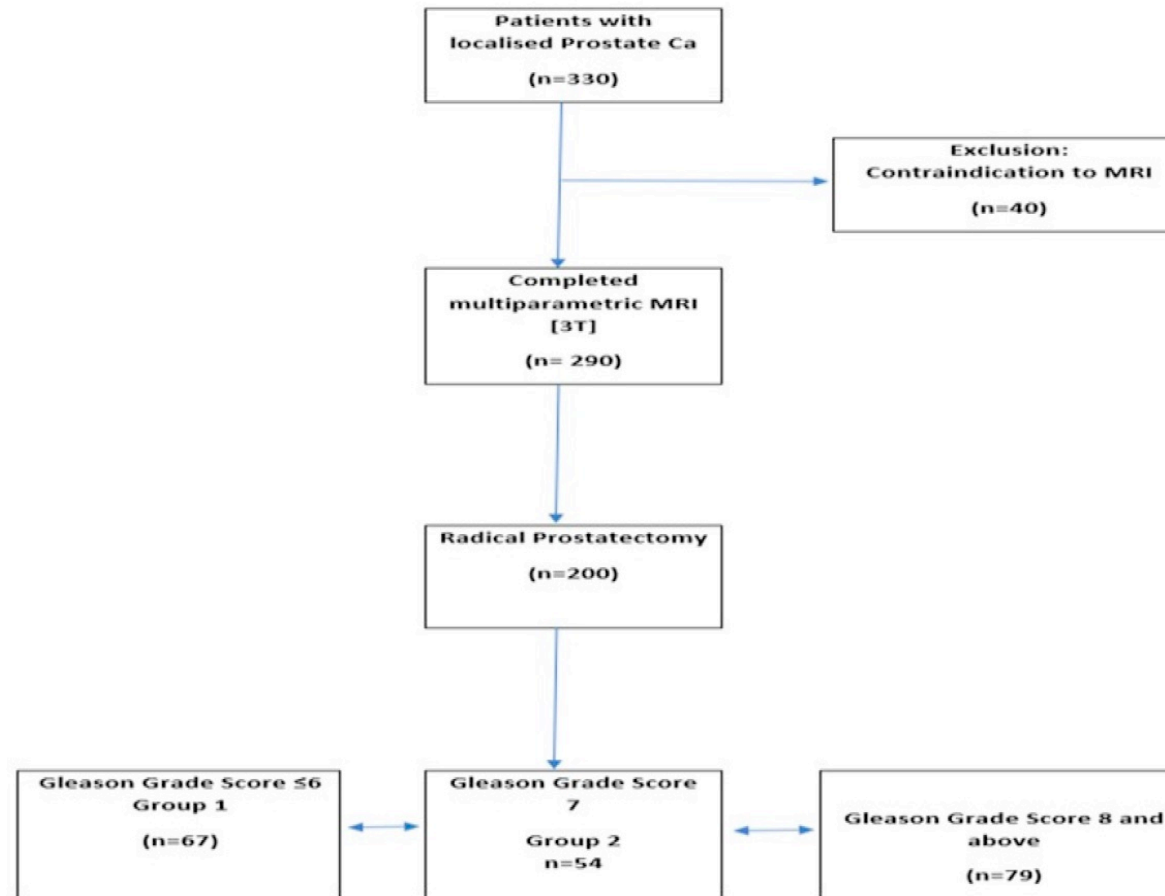 Patients with
localised Prostate Ca
(n=330)
Exclusion:
Contraindication to MRI
(n=40)
Completed
multiparametric MRI
[3T]
(n= 290)
Radical Prostatectomy
(n=200)
Gleason Grade Score ≤6
Group 1
(n=67)
Gleason Grade Score
7
Group 2
n=54
Gleason Grade Score 8 and
above
(n=79)